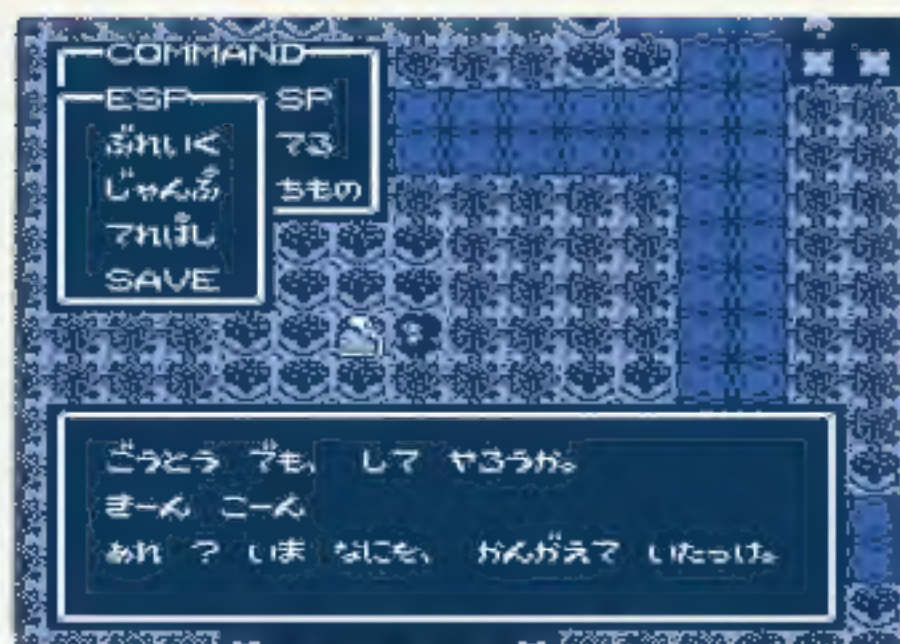 COMMAND
ESP SP
ぶれいく てる
じゃんぷ ちもの
てれぽし
SAVE
ごうとう でも、 して やろうか。
きーん こーん
あれ ? いま なにを、 かんがえて いたっけ。